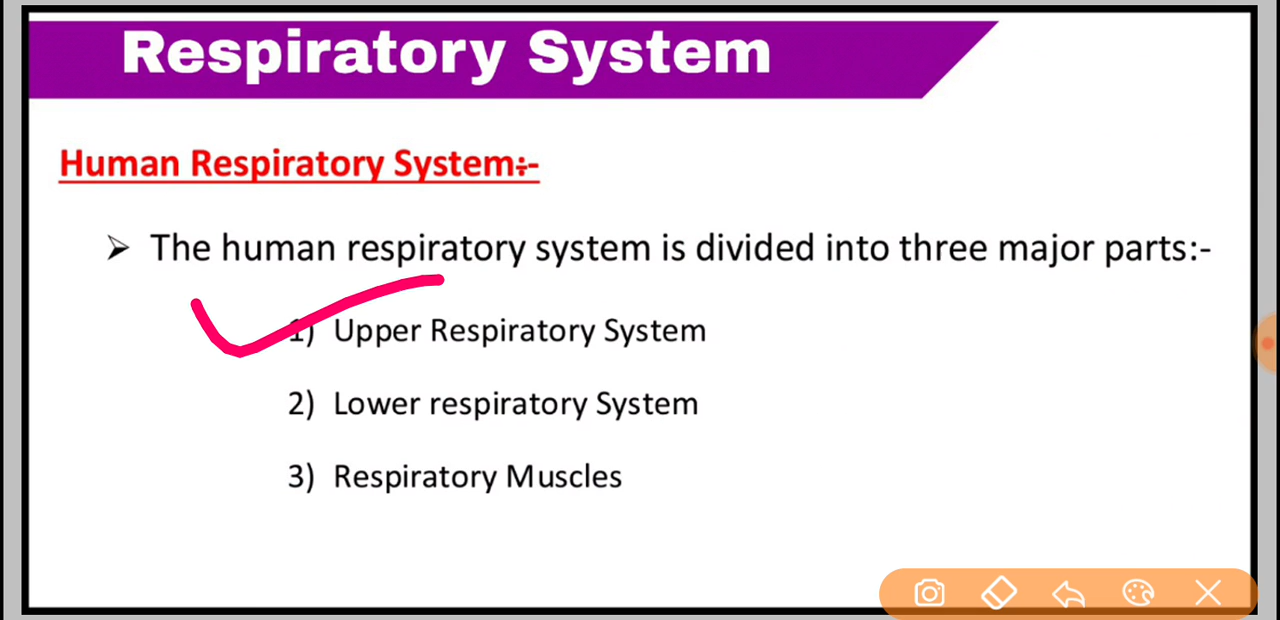 Respiratory System
Human Respiratory System:-
➢ The human respiratory system is divided into three major parts:-
1) Upper Respiratory System
2) Lower respiratory System
3) Respiratory Muscles